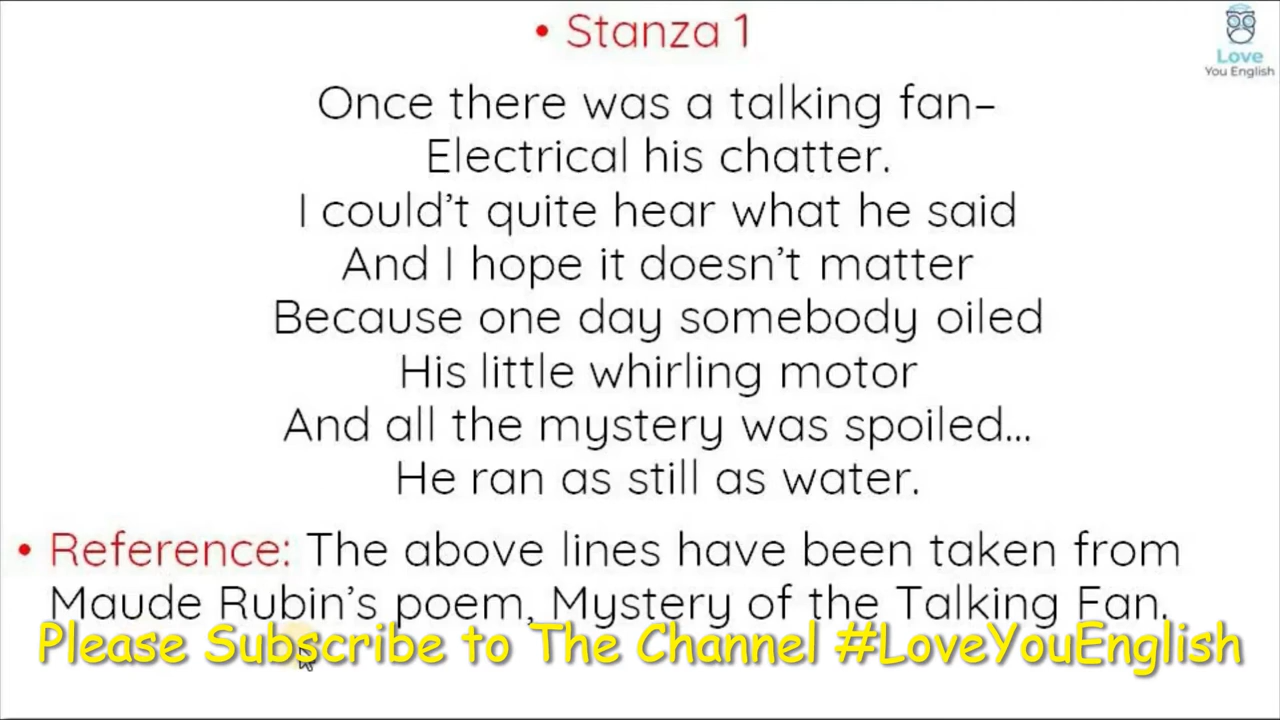 • Stanza 1
Love
You English
Once there was a talking fan–
Electrical his chatter.
I could’t quite hear what he said
And I hope it doesn’t matter
Because one day somebody oiled
His little whirling motor
And all the mystery was spoiled...
He ran as still as water.
• Reference: The above lines have been taken from
Maude Rubin’s poem, Mystery of the Talking Fan.
Please Subscribe to The Channel #LoveYouEnglish